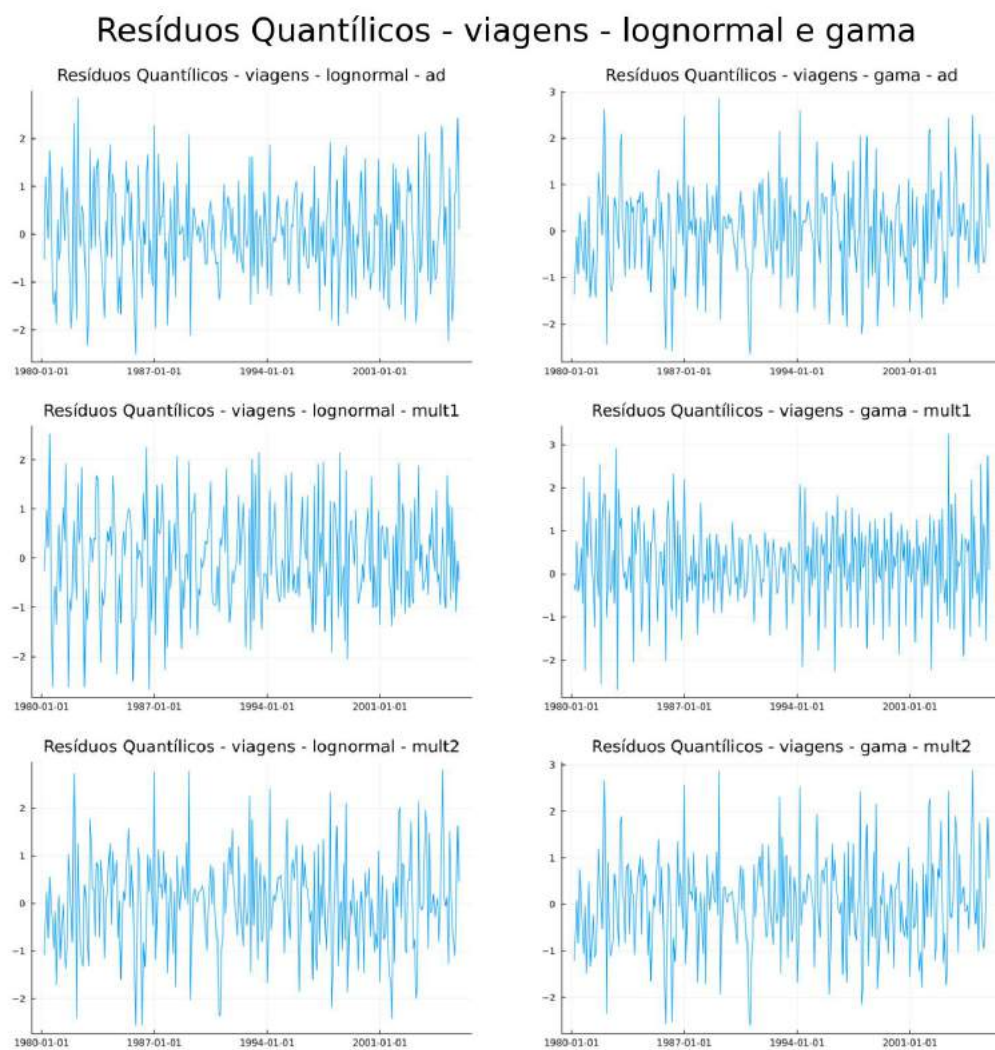 Resíduos Quantílicos - viagens - lognormal e gama
Resíduos Quantílicos - viagens - lognormal - ad
2
1
0
−1
−2
1980-01-01 1987-01-01 1994-01-01 2001-01-01
Resíduos Quantílicos - viagens - gama - ad
3
2
1
0
−1
−2
1980-01-01 1987-01-01 1994-01-01 2001-01-01
Resíduos Quantílicos - viagens - lognormal - mult1
2
1
0
−1
−2
1980-01-01 1987-01-01 1994-01-01 2001-01-01
Resíduos Quantílicos - viagens - gama - mult1
3
2
1
0
−1
−2
1980-01-01 1987-01-01 1994-01-01 2001-01-01
Resíduos Quantílicos - viagens - lognormal - mult2
2
1
0
−1
−2
1980-01-01 1987-01-01 1994-01-01 2001-01-01
Resíduos Quantílicos - viagens - gama - mult2
3
2
1
0
−1
−2
1980-01-01 1987-01-01 1994-01-01 2001-01-01